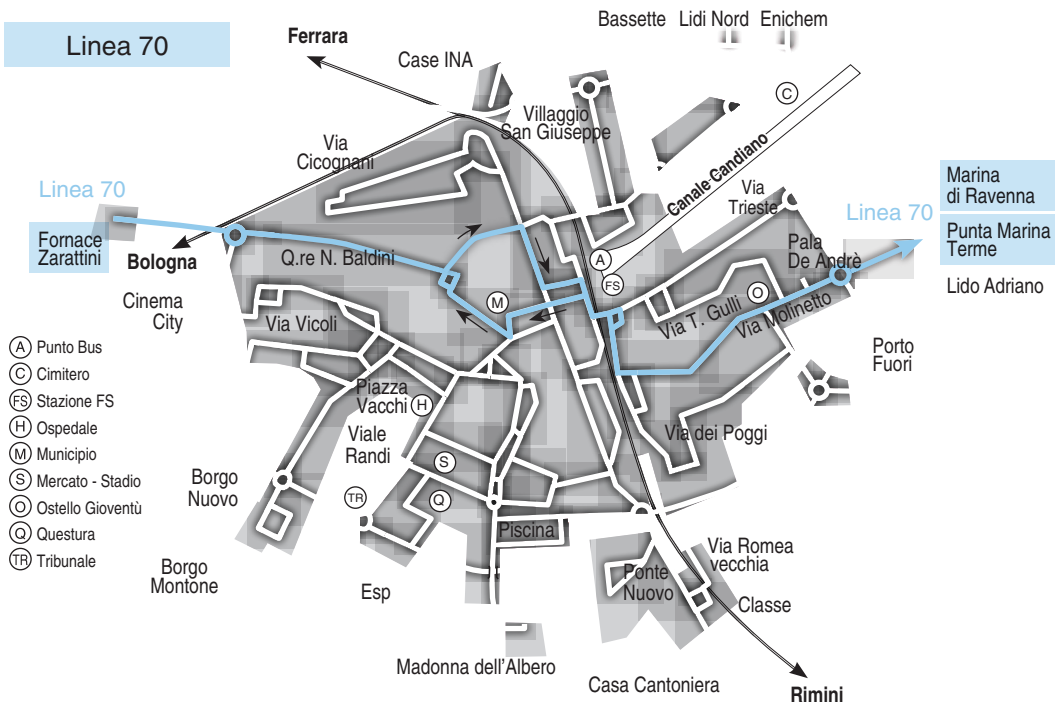 Linea 70
Ferrara
Case INA
Bassette
Lidi Nord
Enichem
C
Villaggio
San Giuseppe
Via
Cicognani
Canale Candiano
Via
Trieste
Marina
di Ravenna
Linea 70
Linea 70
Punta Marina
Terme
Fornace
Zarattini
Bologna
Q.re N. Baldini
A
FS
Pala
De Andrè
Lido Adriano
Cinema
City
M
O
Via T. Gulli
Via Molinetto
Via Vicoli
Porto
Fuori
A Punto Bus
C Cimitero
FS Stazione FS
H Ospedale
M Municipio
S Mercato - Stadio
O Ostello Gioventù
Q Questura
TR Tribunale
Piazza
Vacchi
H
Viale
Randi
Via dei Poggi
S
Borgo
Nuovo
TR
Q
Piscina
Via Romea
vecchia
Borgo
Montone
Esp
Ponte
Nuovo
Classe
Madonna dell'Albero
Casa Cantoniera
Rimini